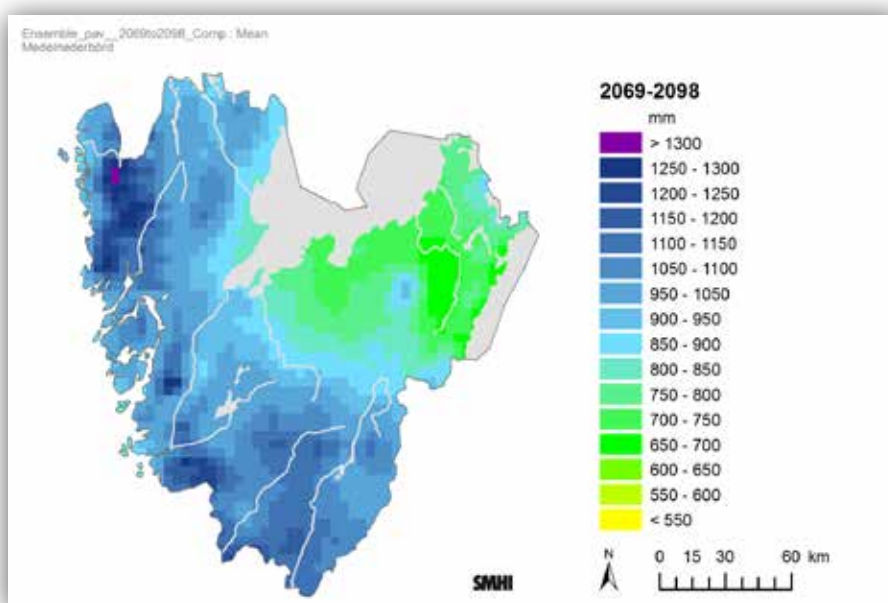 Ensemble_pav__2069to2098_Comp : Mean
Medelnederbörd
2069-2098
mm
> 1300
1250 - 1300
1200 - 1250
1150 - 1200
1100 - 1150
1050 - 1100
950 - 1050
900 - 950
850 - 900
800 - 850
750 - 800
700 - 750
650 - 700
600 - 650
550 - 600
< 550
N
0 15 30 60 km
SMHI